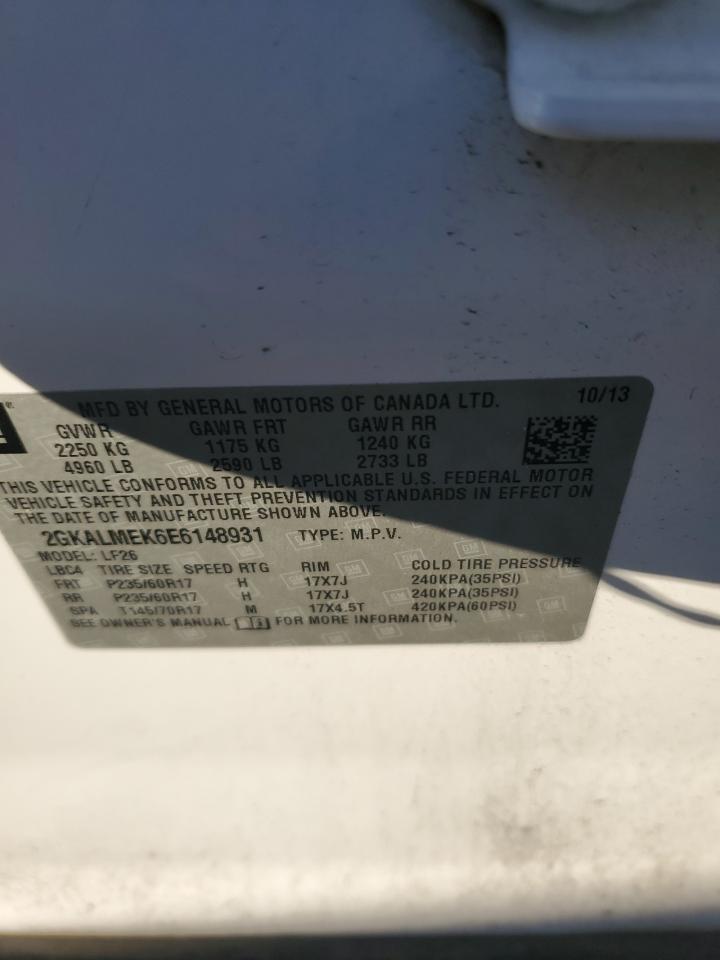 MFD BY GENERAL MOTORS OF CANADA LTD. 10/13
GVWR GAWR FRT GAWR RR
2250 KG 1175 KG 1240 KG
4960 LB 2590 LB 2733 LB
THIS VEHICLE CONFORMS TO ALL APPLICABLE U.S. FEDERAL MOTOR
VEHICLE SAFETY AND THEFT PREVENTION STANDARDS IN EFFECT ON
THE DATE OF MANUFACTURE SHOWN ABOVE.
2GKALMEK6E6148931 TYPE: M.P.V.
MODEL: LF26
LBC4 TIRE SIZE SPEED RTG RIM COLD TIRE PRESSURE
FRT P235/60R17 H 17X7J 240KPA(35PSI)
RR P235/60R17 H 17X7J 240KPA(35PSI)
SPA T145/70R17 M 17X4.5T 420KPA(60PSI)
SEE OWNER'S MANUAL FOR MORE INFORMATION.